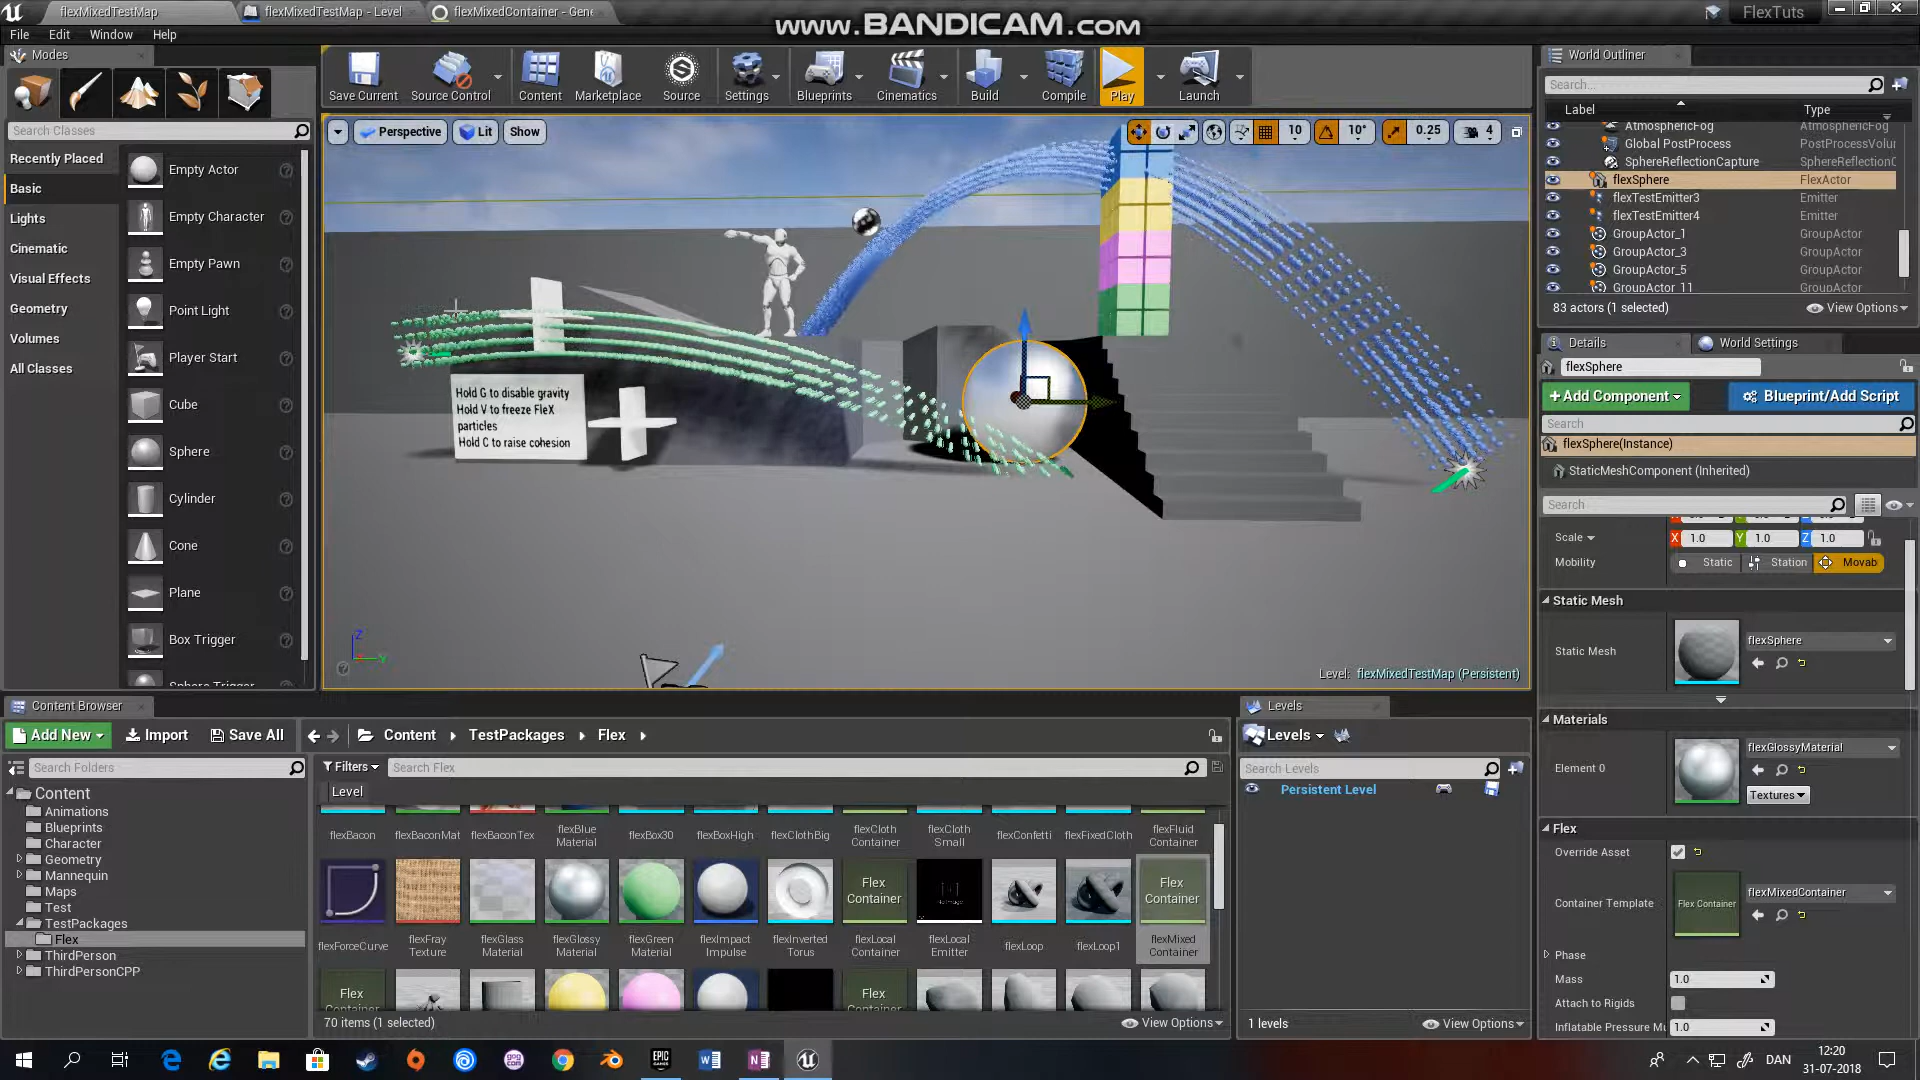 flexMixedTestMap
flexMixedTestMap - Level
flexMixedContainer - Gene
www.BANDICAM.com
FlexTuts
File Edit Window Help
Modes
Search Classes
Recently Placed
Basic
Lights
Cinematic
Visual Effects
Geometry
Volumes
All Classes
Empty Actor
Empty Character
Empty Pawn
Point Light
Player Start
Cube
Sphere
Cylinder
Cone
Plane
Box Trigger
Sphere Trigger
Save Current
Source Control
Content
Marketplace
Source
Settings
Blueprints
Cinematics
Build
Compile
Play
Launch
Perspective
Lit
Show
10
10°
0.25
4
Hold G to disable gravity
Hold V to freeze FleX
particles
Hold C to raise cohesion
Z
Y
Level: flexMixedTestMap (Persistent)
World Outliner
Search...
Label Type
AtmosphericFog AtmosphericFog
Global PostProcess PostProcessVolu
SphereReflectionCapture SphereReflectionC
flexSphere FlexActor
flexTestEmitter3 Emitter
flexTestEmitter4 Emitter
GroupActor_1 GroupActor
GroupActor_3 GroupActor
GroupActor_5 GroupActor
GroupActor_11 GroupActor
83 actors (1 selected)
View Options
Details
World Settings
flexSphere
+Add Component
Blueprint/Add Script
Search
flexSphere(Instance)
StaticMeshComponent (Inherited)
Search
Scale X 1.0 Y 1.0 Z 1.0
Mobility Static Station Movab
Static Mesh
Static Mesh flexSphere
Materials
Element 0 flexGlossyMaterial
Textures
Flex
Override Asset
Container Template Flex Container flexMixedContainer
Phase
Mass 1.0
Attach to Rigids
Inflatable Pressure Mu 1.0
Content Browser
Add New
Import
Save All
Content TestPackages Flex
Search Folders
Filters
Search Flex
Level
Content
Animations
Blueprints
Character
Geometry
Mannequin
Maps
Test
TestPackages
Flex
ThirdPerson
ThirdPersonCPP
flexBacon
flexBaconMat
flexBaconTex
flexBlue
Material
flexBox30
flexBoxHigh
flexClothBig
flexCloth
Container
flexCloth
Small
flexConfetti
flexFixedCloth
flexFluid
Container
Flex
Container
Flex
Container
flexForceCurve
flexFray
Texture
flexGlass
Material
flexGlossy
Material
flexGreen
Material
flexImpact
Impulse
flexInverted
Torus
flexLocal
Container
flexLocal
Emitter
flexLoop
flexLoop1
flexMixed
Container
Flex
Container
Flex
Container
70 items (1 selected)
View Options
Levels
Levels
Search Levels
Persistent Level
1 levels
View Options
EPIC
GAMES
gog
com
DAN
12:20
31-07-2018